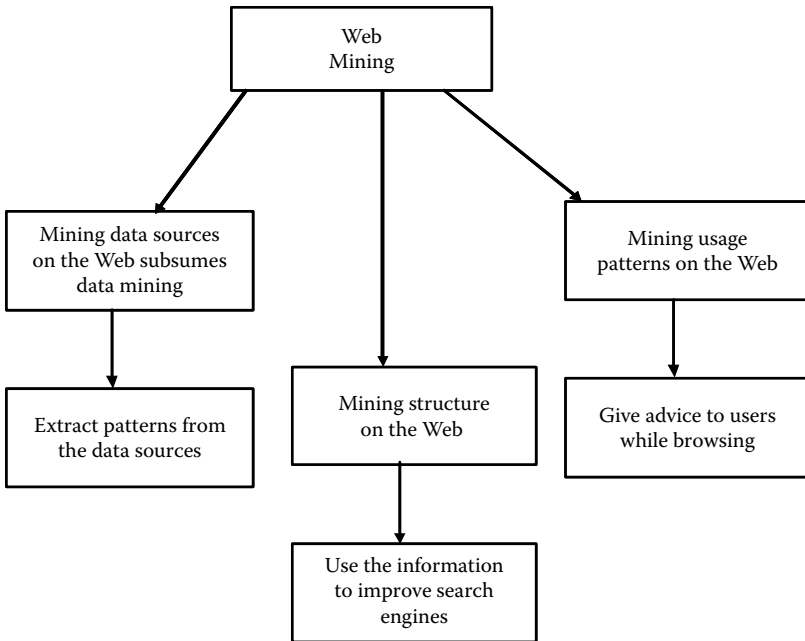 Web
Mining
Mining data sources
on the Web subsumes
data mining
Mining usage
patterns on the Web
Extract patterns from
the data sources
Mining structure
on the Web
Give advice to users
while browsing
Use the information
to improve search
engines